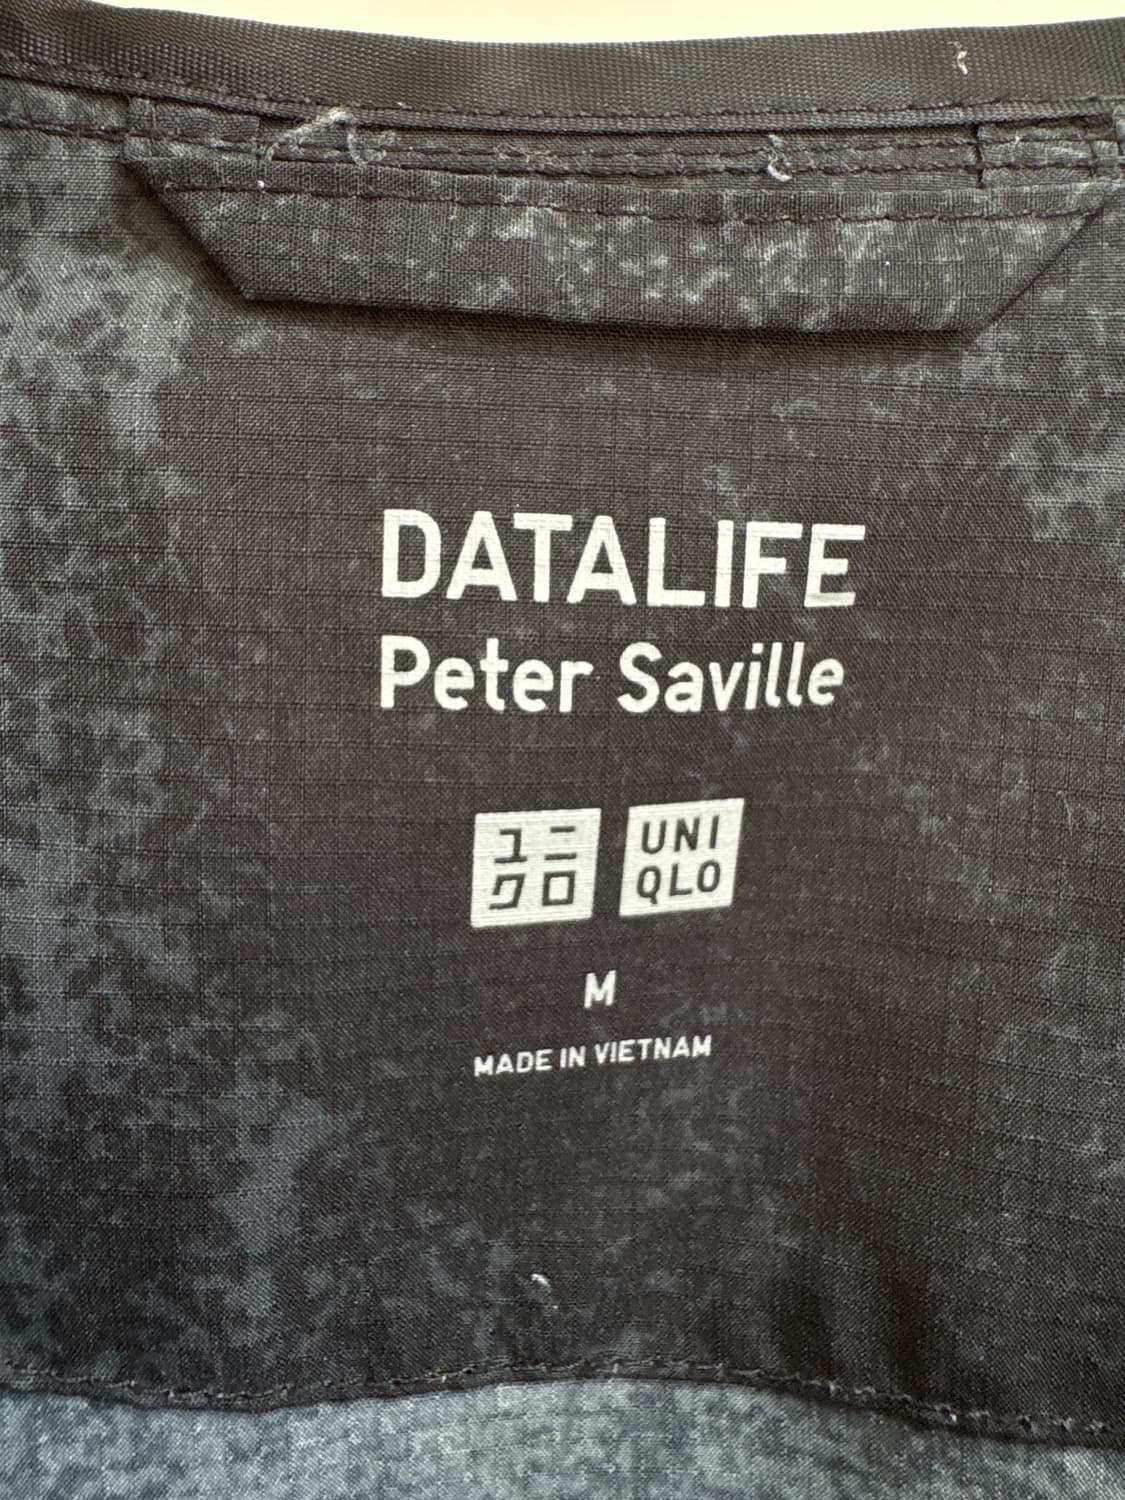 DATALIFE
Peter Saville
ユニ
クロ
UNI
QLO
M
MADE IN VIETNAM